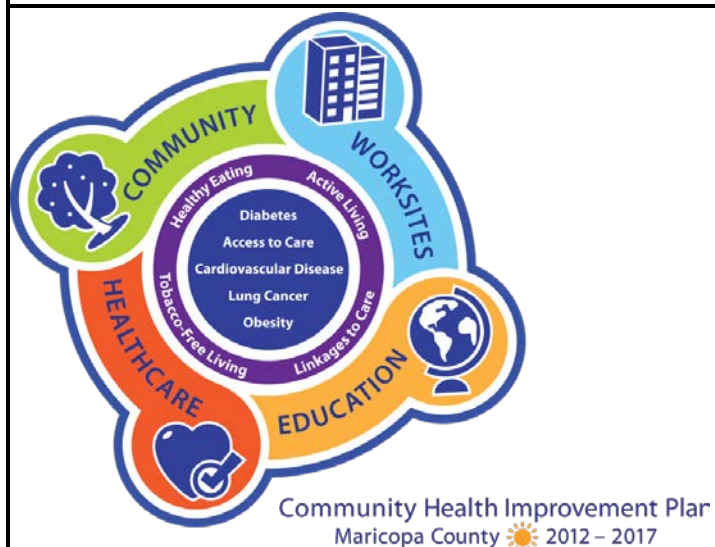 COMMUNITY
WORKSITES
HEALTHCARE
EDUCATION
Healthy Eating
Active Living
Tobacco-Free Living
Linkages to Care
Diabetes
Access to Care
Cardiovascular Disease
Lung Cancer
Obesity
Community Health Improvement Plan
Maricopa County 2012 – 2017